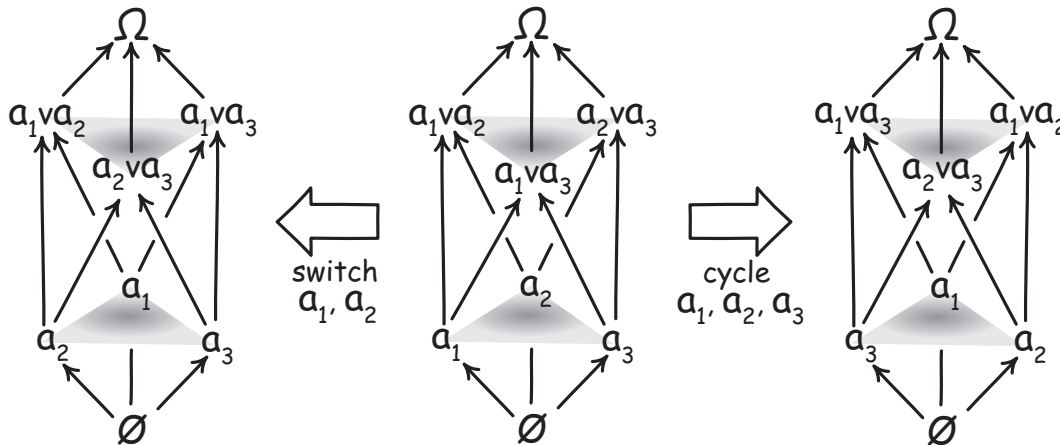 Ω Ω Ω
a₁va₂ a₁va₃ a₁va₂ a₂va₃ a₁va₃ a₁va₂
a₂va₃ a₁va₃ a₂va₃
switch cycle
a₁, a₂ a₁, a₂, a₃
a₁ a₂ a₁
a₂ a₃ a₁ a₃ a₃ a₂
Ø Ø Ø